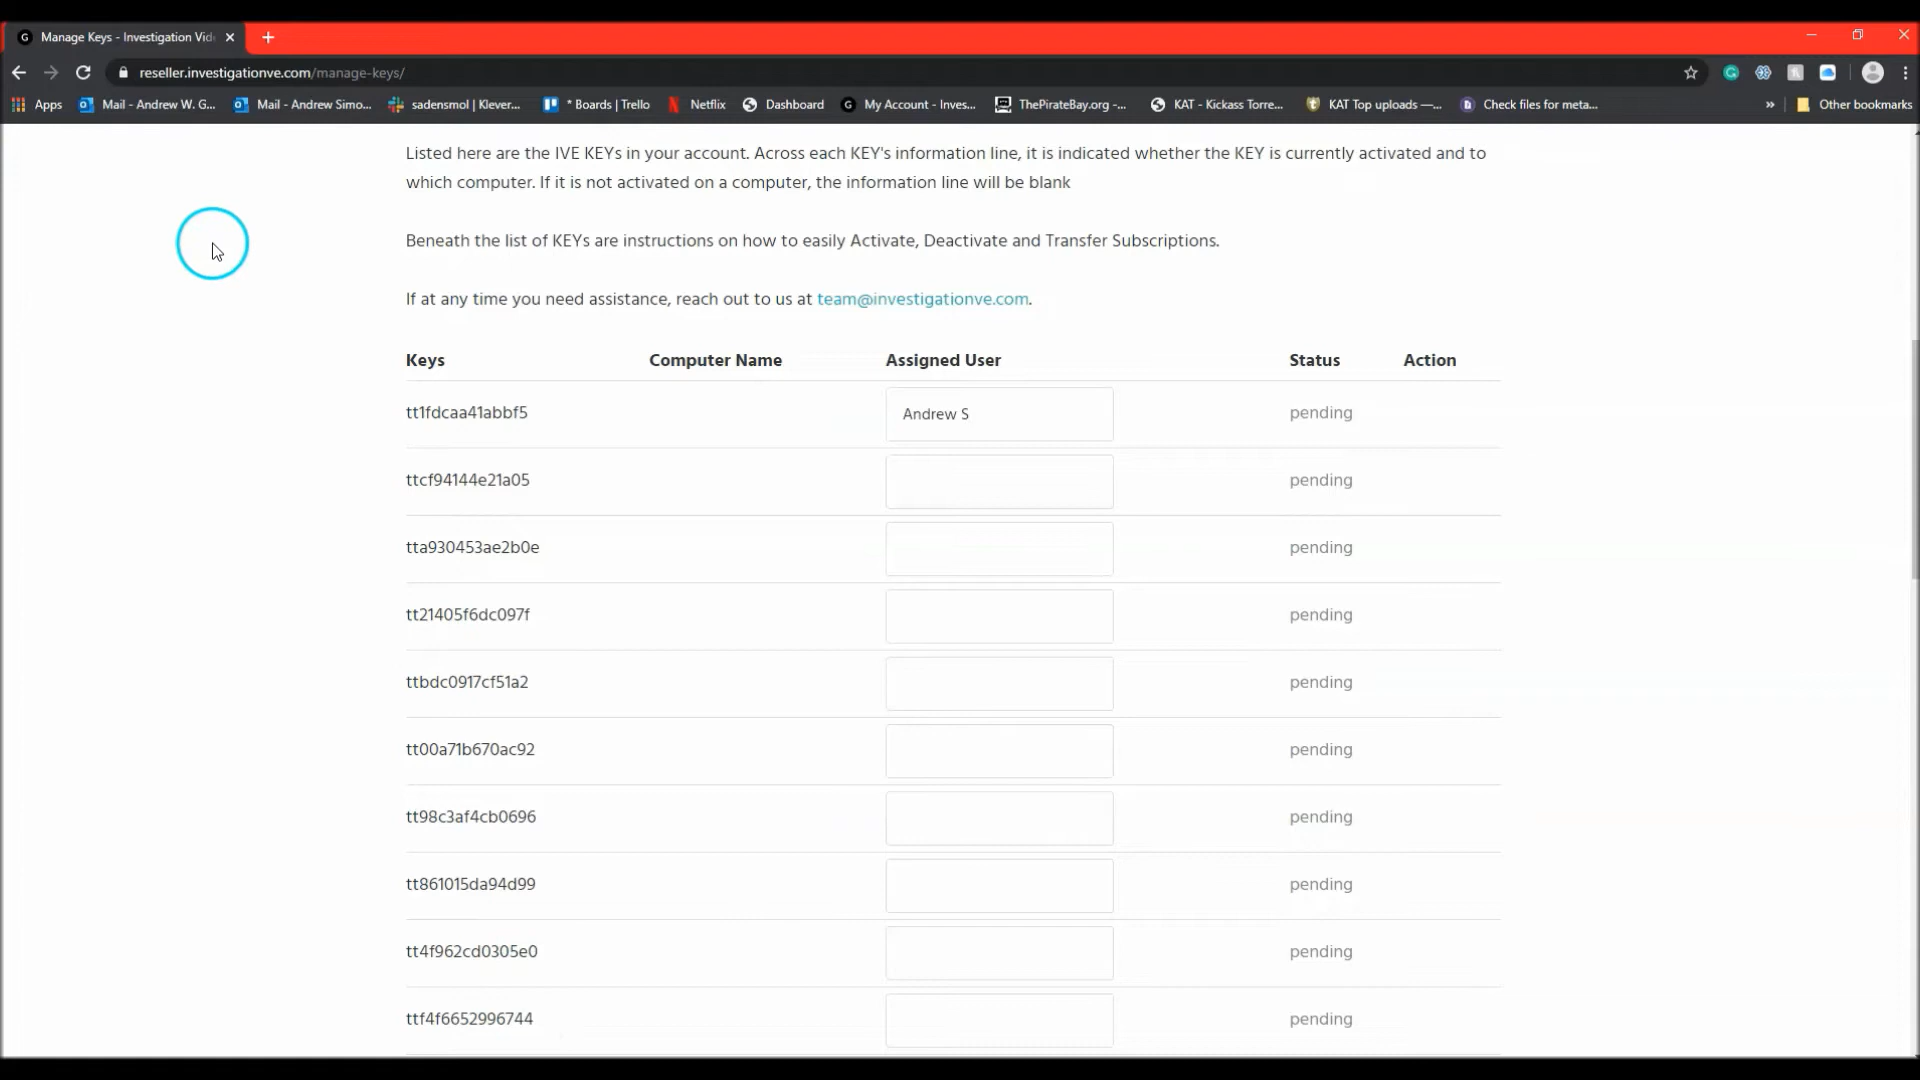 Manage Keys - Investigation Vid
reseller.investigationve.com/manage-keys/
Apps Mail - Andrew W. G... Mail - Andrew Simo... sadensmol | Klever... * Boards | Trello Netflix Dashboard My Account - Inves... ThePirateBay.org -... KAT - Kickass Torre... KAT Top uploads —... Check files for meta... » Other bookmarks
Listed here are the IVE KEYs in your account. Across each KEY's information line, it is indicated whether the KEY is currently activated and to
which computer. If it is not activated on a computer, the information line will be blank
Beneath the list of KEYs are instructions on how to easily Activate, Deactivate and Transfer Subscriptions.
If at any time you need assistance, reach out to us at team@investigationve.com.
Keys Computer Name Assigned User Status Action
tt1fdcaa41abbf5 Andrew S pending
ttcf94144e21a05 pending
tta930453ae2b0e pending
tt21405f6dc097f pending
ttbdc0917cf51a2 pending
tt00a71b670ac92 pending
tt98c3af4cb0696 pending
tt861015da94d99 pending
tt4f962cd0305e0 pending
ttf4f6652996744 pending